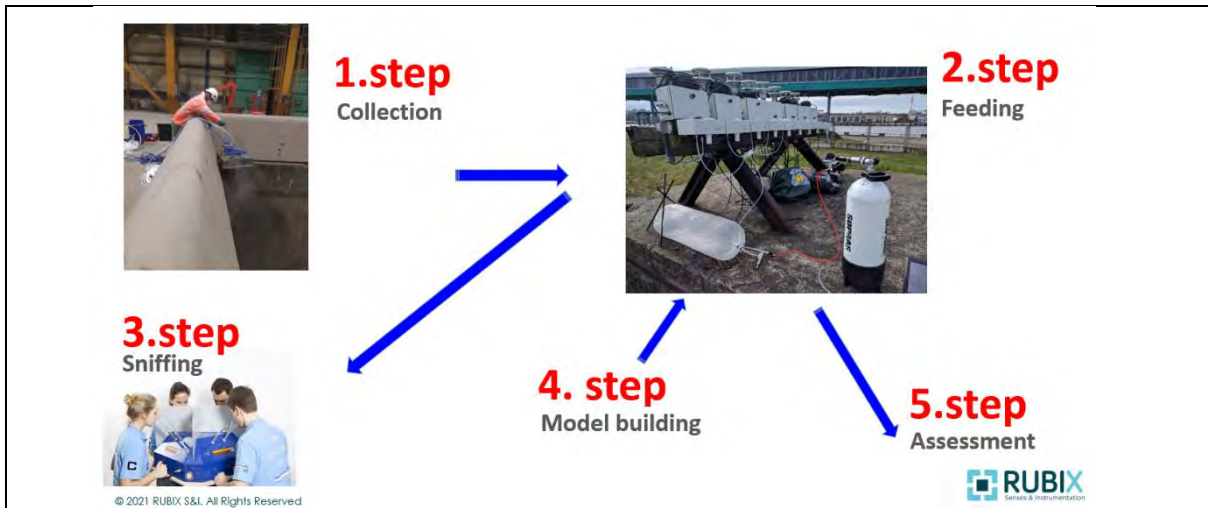 1.step
Collection
2.step
Feeding
3.step
Sniffing
4. step
Model building
5.step
Assessment
© 2021 RUBIX S&I. All Rights Reserved
RUBIX
Senses & Instrumentation